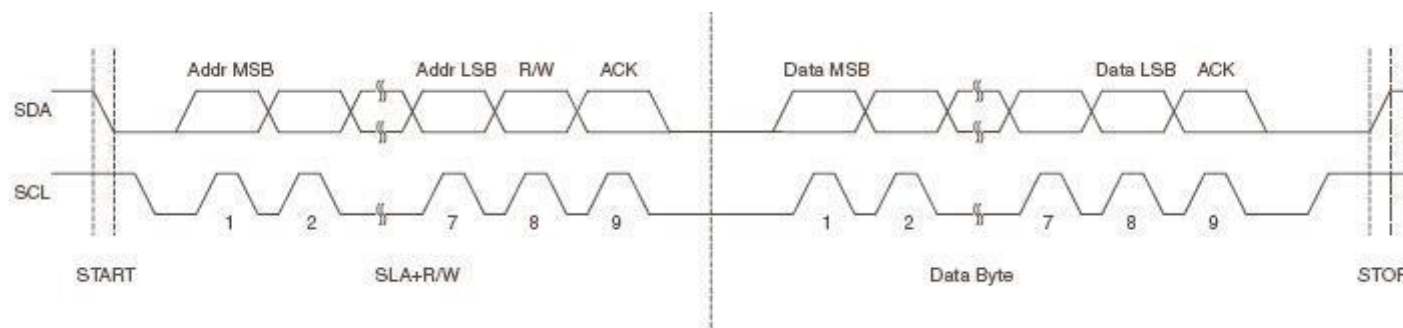 Addr MSB Addr LSB R/W ACK Data MSB Data LSB ACK
SDA
SCL
1 2 7 8 9 1 2 7 8 9
START SLA+R/W Data Byte STOP